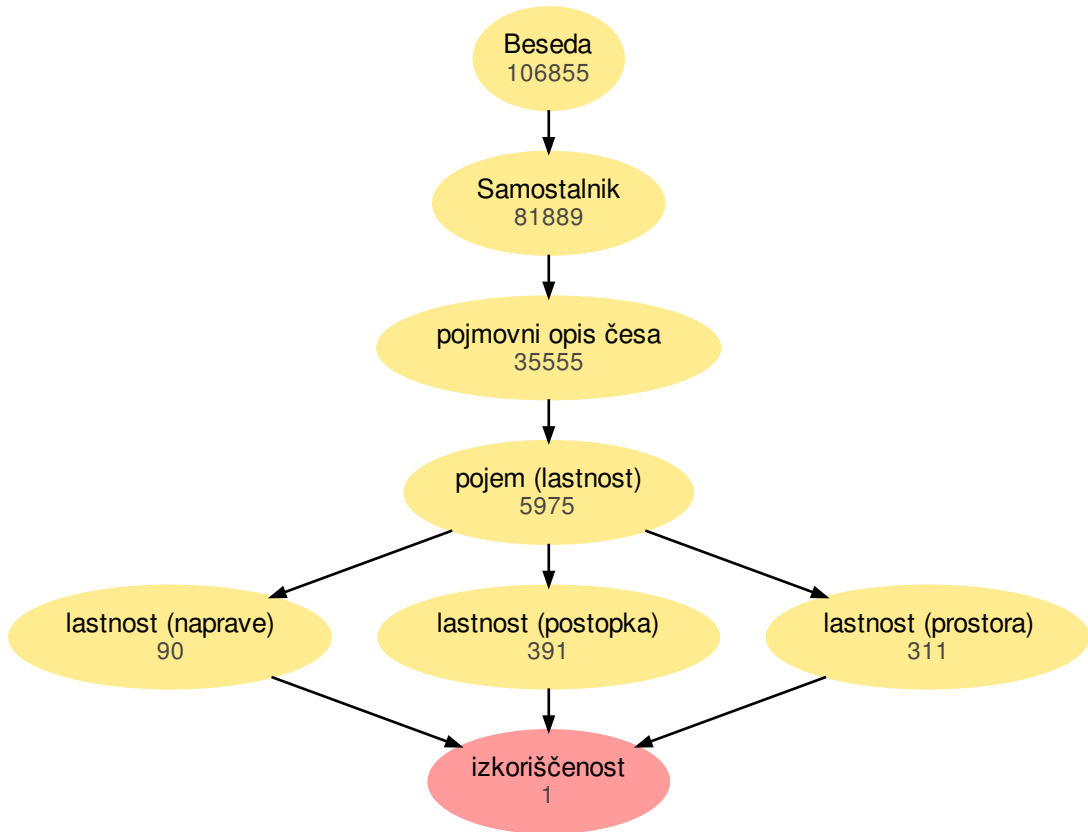 Beseda
106855
Samostalnik
81889
pojmovni opis česa
35555
pojem (lastnost)
5975
lastnost (naprave)
90
lastnost (postopka)
391
lastnost (prostora)
311
izkoriščenost
1